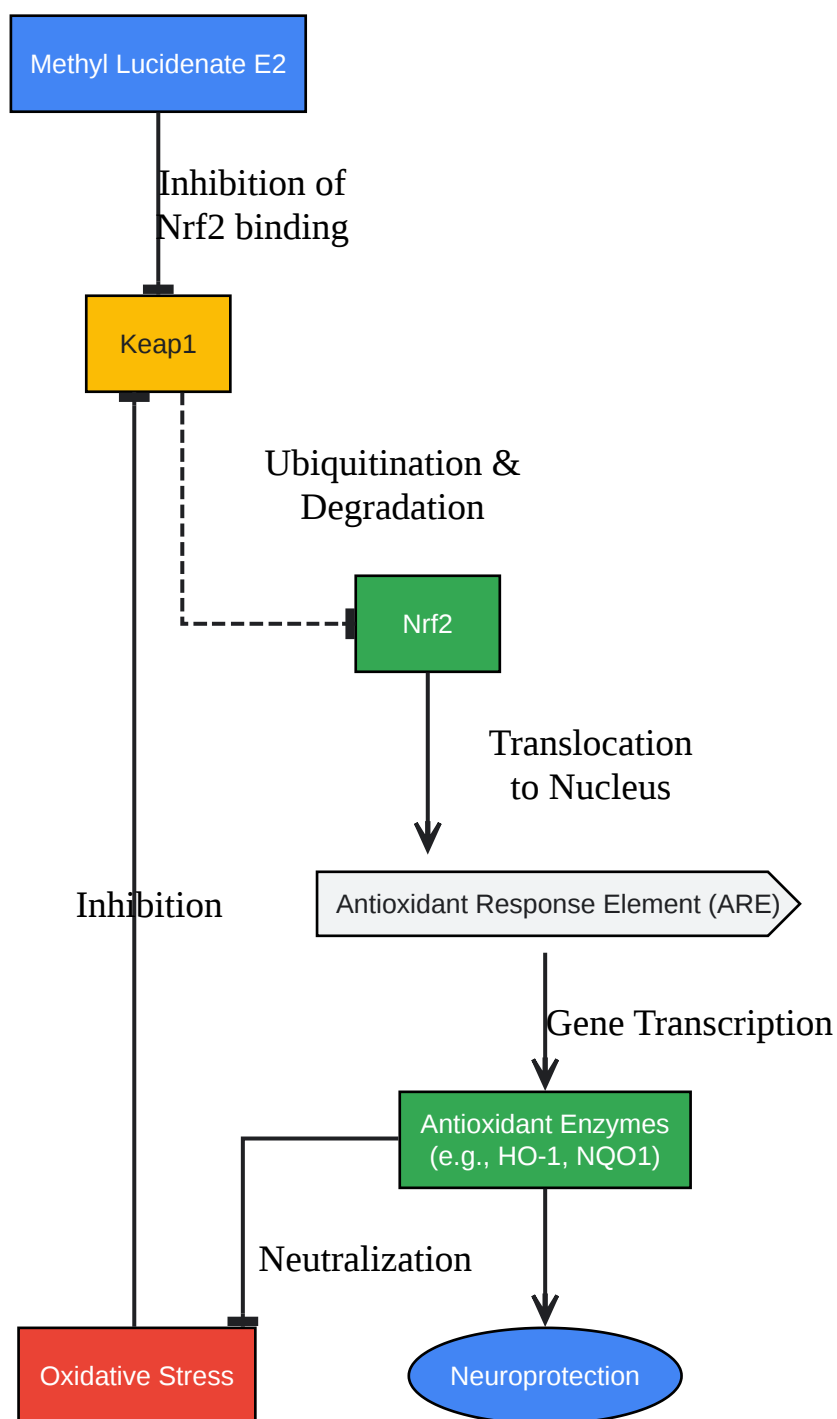 Methyl Lucidenate E2
Inhibition of
Nrf2 binding
Keap1
Ubiquitination &
Degradation
Nrf2
Translocation
to Nucleus
Inhibition
Antioxidant Response Element (ARE)
Gene Transcription
Antioxidant Enzymes
(e.g., HO-1, NQO1)
Neutralization
Oxidative Stress
Neuroprotection